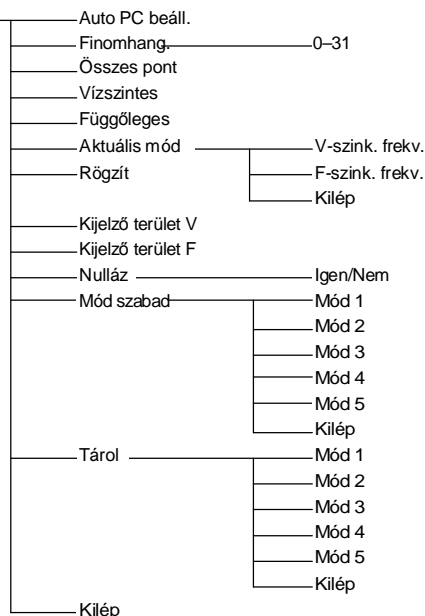 Auto PC beáll.
Finomhang. 0–31
Összes pont
Vízszintes
Függőleges
Aktuális mód V-szink. frekv.
Rögzít F-szink. frekv.
Kilép
Kijelző terület V
Kijelző terület F
Nulláz Igen/Nem
Mód szabad Mód 1
Mód 2
Mód 3
Mód 4
Mód 5
Kilép
Tárol Mód 1
Mód 2
Mód 3
Mód 4
Mód 5
Kilép
Kilép